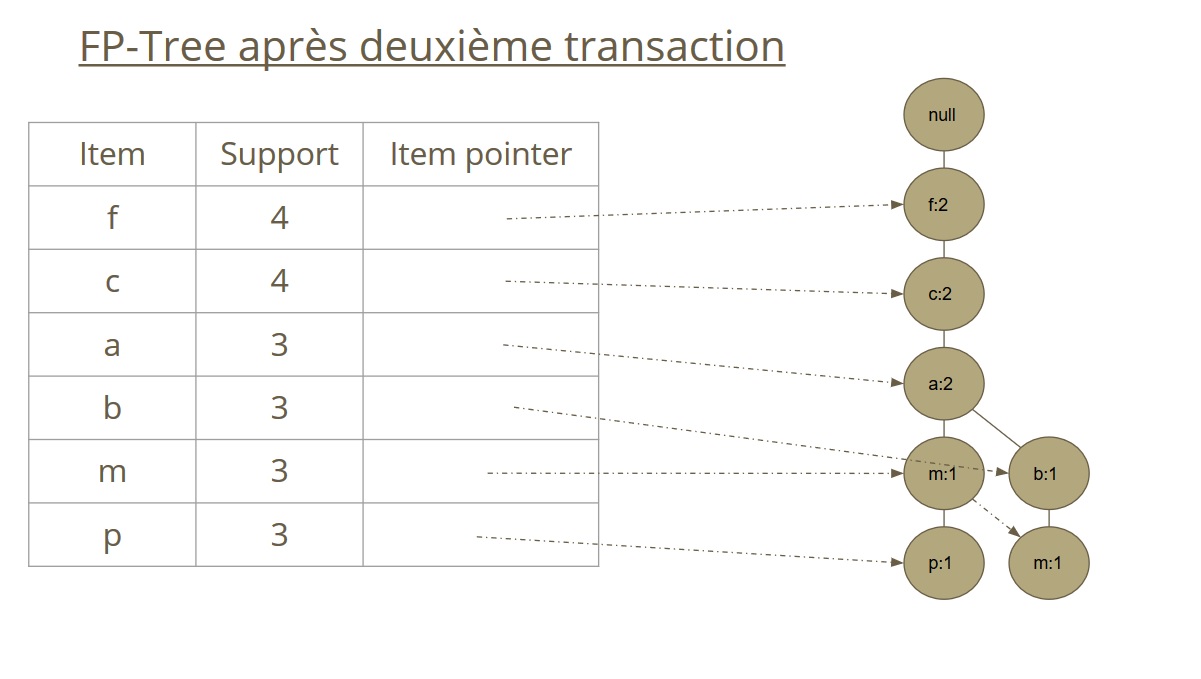 FP-Tree après deuxième transaction
Item Support Item pointer
f 4
c 4
a 3
b 3
m 3
p 3
null
f:2
c:2
a:2
m:1 b:1
p:1 m:1